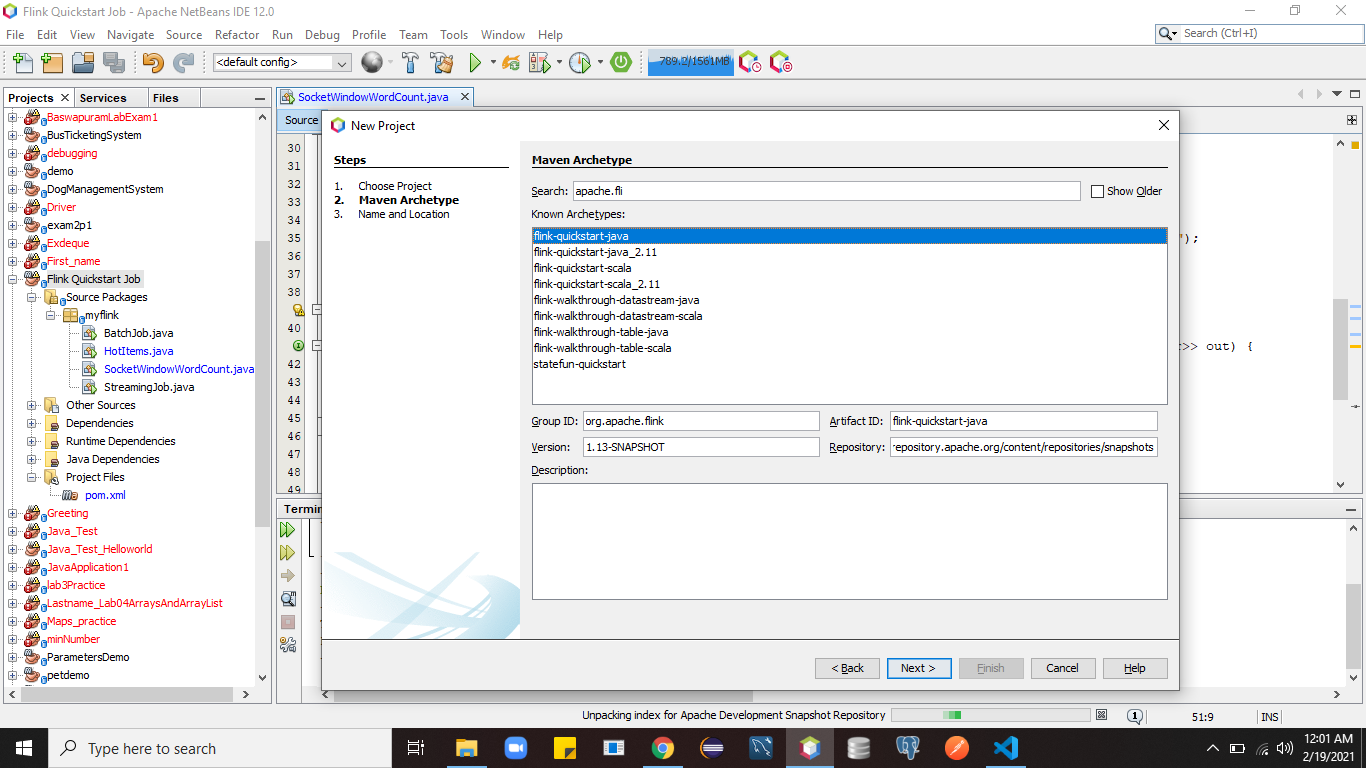 Flink Quickstart Job - Apache NetBeans IDE 12.0
File Edit View Navigate Source Refactor Run Debug Profile Team Tools Window Help
Search (Ctrl+I)
<default config>
789.2/1561MB
Projects
Services
Files
BaswapuramLabExam1
BusTicketingSystem
debugging
demo
DogManagementSystem
Driver
exam2p1
Exdeque
First_name
Flink Quickstart Job
Source Packages
myflink
BatchJob.java
HotItems.java
SocketWindowWordCount.java
StreamingJob.java
Other Sources
Dependencies
Runtime Dependencies
Java Dependencies
Project Files
pom.xml
Greeting
Java_Test
Java_Test_Helloworld
JavaApplication1
lab3Practice
Lastname_Lab04ArraysAndArrayList
Maps_practice
minNumber
ParametersDemo
petdemo
SocketWindowWordCount.java
Source
30
31
32
33
34
35
36
37
38
40
42
43
44
45
46
47
48
49
");
>> out) {
Termin
New Project
Steps
1. Choose Project
2. Maven Archetype
3. Name and Location
Maven Archetype
Search: apache.fli
Show Older
Known Archetypes:
flink-quickstart-java
flink-quickstart-java_2.11
flink-quickstart-scala
flink-quickstart-scala_2.11
flink-walkthrough-datastream-java
flink-walkthrough-datastream-scala
flink-walkthrough-table-java
flink-walkthrough-table-scala
statefun-quickstart
Group ID: org.apache.flink Artifact ID: flink-quickstart-java
Version: 1.13-SNAPSHOT Repository: repository.apache.org/content/repositories/snapshots
Description:
< Back Next > Finish Cancel Help
Unpacking index for Apache Development Snapshot Repository
1
51:9
INS
Type here to search
12:01 AM
2/19/2021